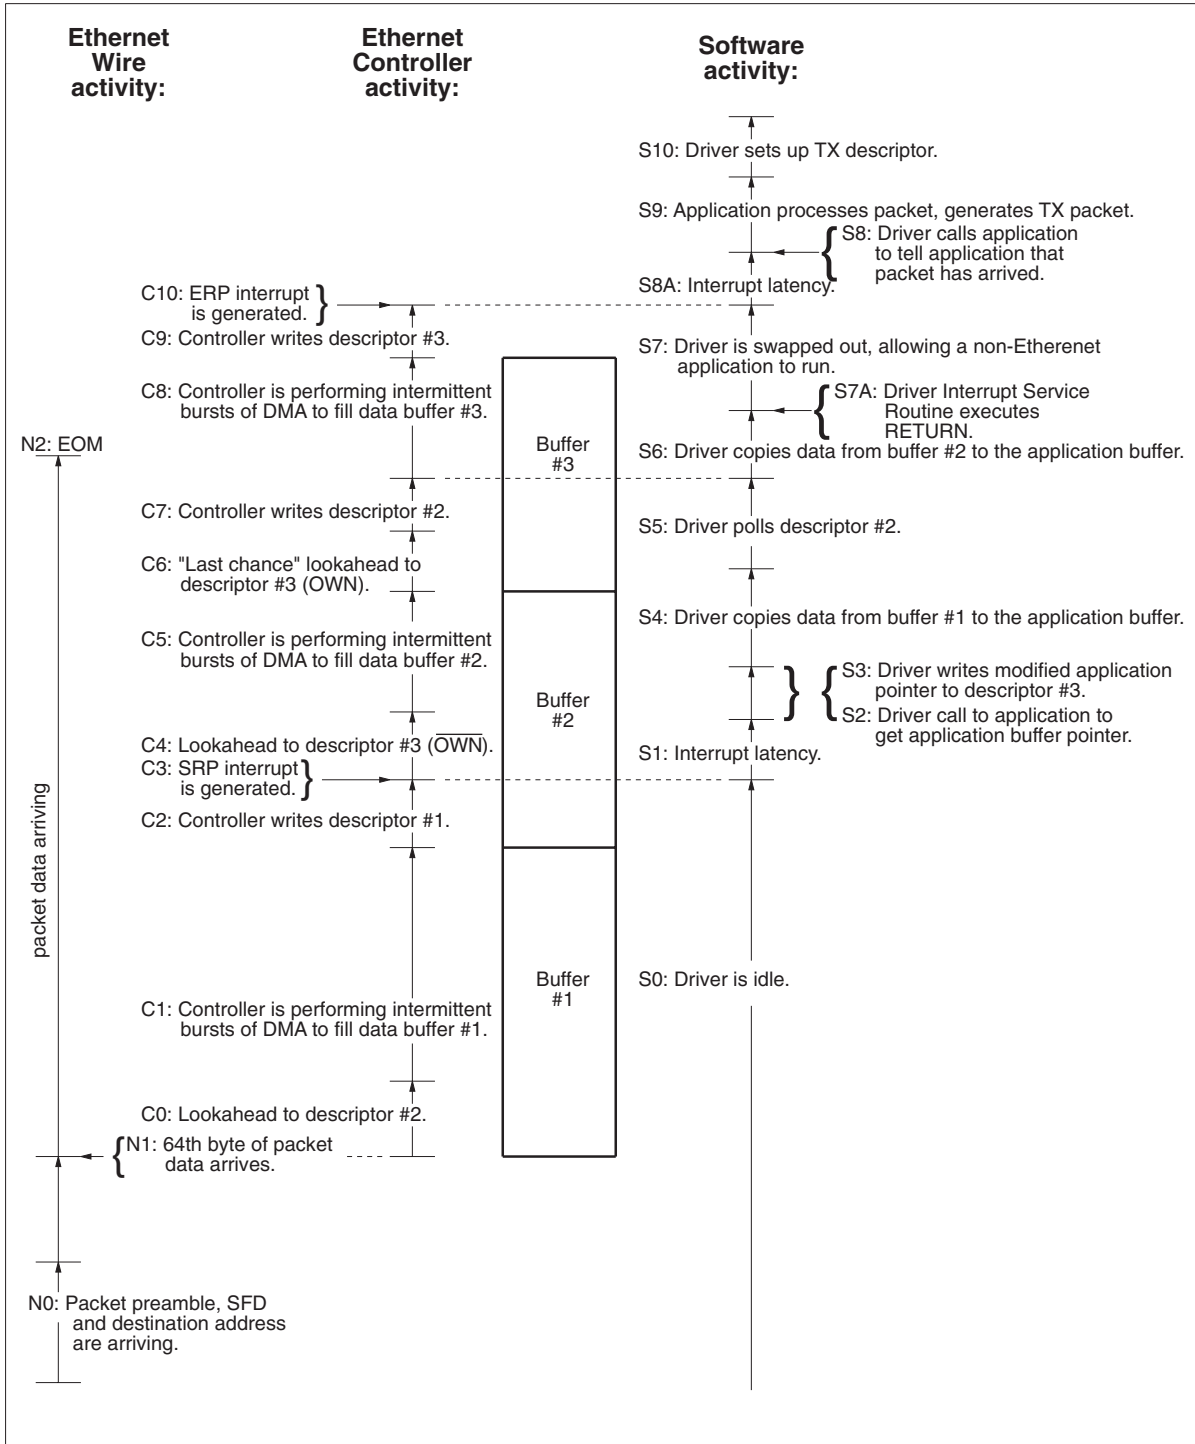 Ethernet
Wire
activity:
Ethernet
Controller
activity:
Software
activity:
S10: Driver sets up TX descriptor.
S9: Application processes packet, generates TX packet.
S8: Driver calls application
to tell application that
packet has arrived.
S8A: Interrupt latency.
C10: ERP interrupt
is generated.
C9: Controller writes descriptor #3.
S7: Driver is swapped out, allowing a non-Etherenet
application to run.
C8: Controller is performing intermittent
bursts of DMA to fill data buffer #3.
S7A: Driver Interrupt Service
Routine executes
RETURN.
N2: EOM
Buffer
#3
S6: Driver copies data from buffer #2 to the application buffer.
C7: Controller writes descriptor #2.
S5: Driver polls descriptor #2.
C6: "Last chance" lookahead to
descriptor #3 (OWN).
S4: Driver copies data from buffer #1 to the application buffer.
C5: Controller is performing intermittent
bursts of DMA to fill data buffer #2.
Buffer
#2
S3: Driver writes modified application
pointer to descriptor #3.
S2: Driver call to application to
get application buffer pointer.
C4: Lookahead to descriptor #3 (O̅W̅N̅).
S1: Interrupt latency.
C3: SRP interrupt
is generated.
C2: Controller writes descriptor #1.
packet data arriving
Buffer
#1
S0: Driver is idle.
C1: Controller is performing intermittent
bursts of DMA to fill data buffer #1.
C0: Lookahead to descriptor #2.
N1: 64th byte of packet
data arrives.
N0: Packet preamble, SFD
and destination address
are arriving.